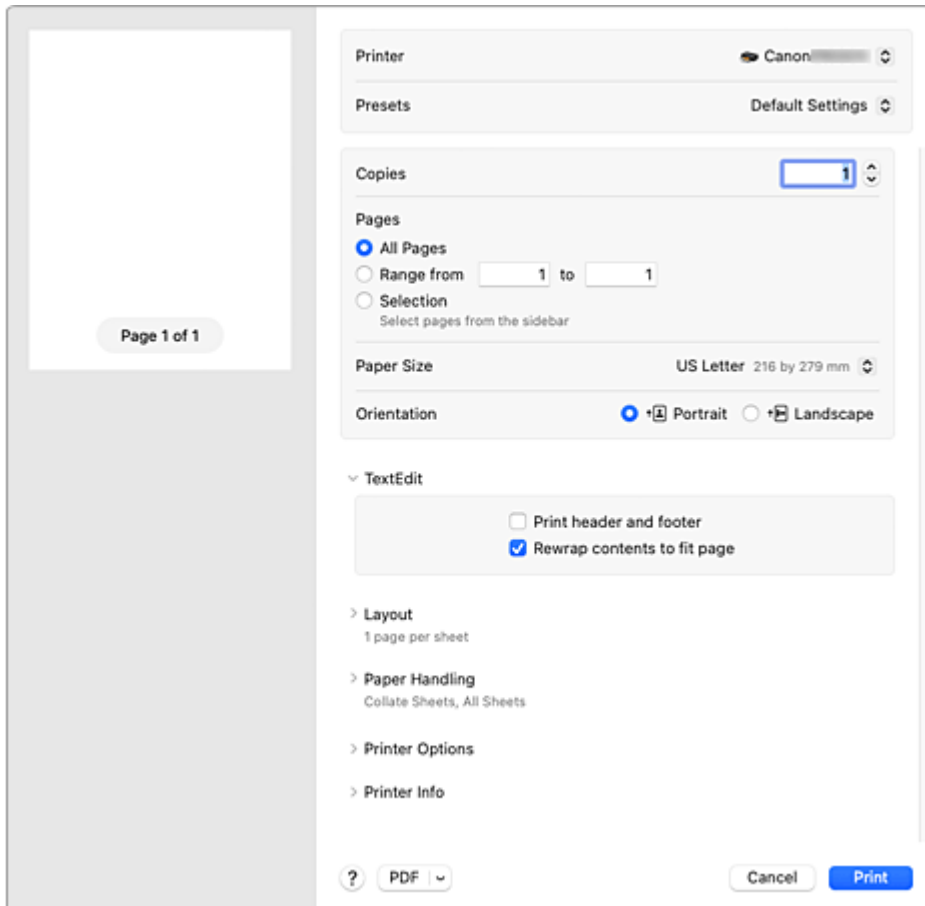 Page 1 of 1
Printer Canon
Presets Default Settings
Copies 1
Pages
All Pages
Range from 1 to 1
Selection
Select pages from the sidebar
Paper Size US Letter 216 by 279 mm
Orientation Portrait Landscape
TextEdit
Print header and footer
Rewrap contents to fit page
Layout
1 page per sheet
Paper Handling
Collate Sheets, All Sheets
Printer Options
Printer Info
? PDF Cancel Print